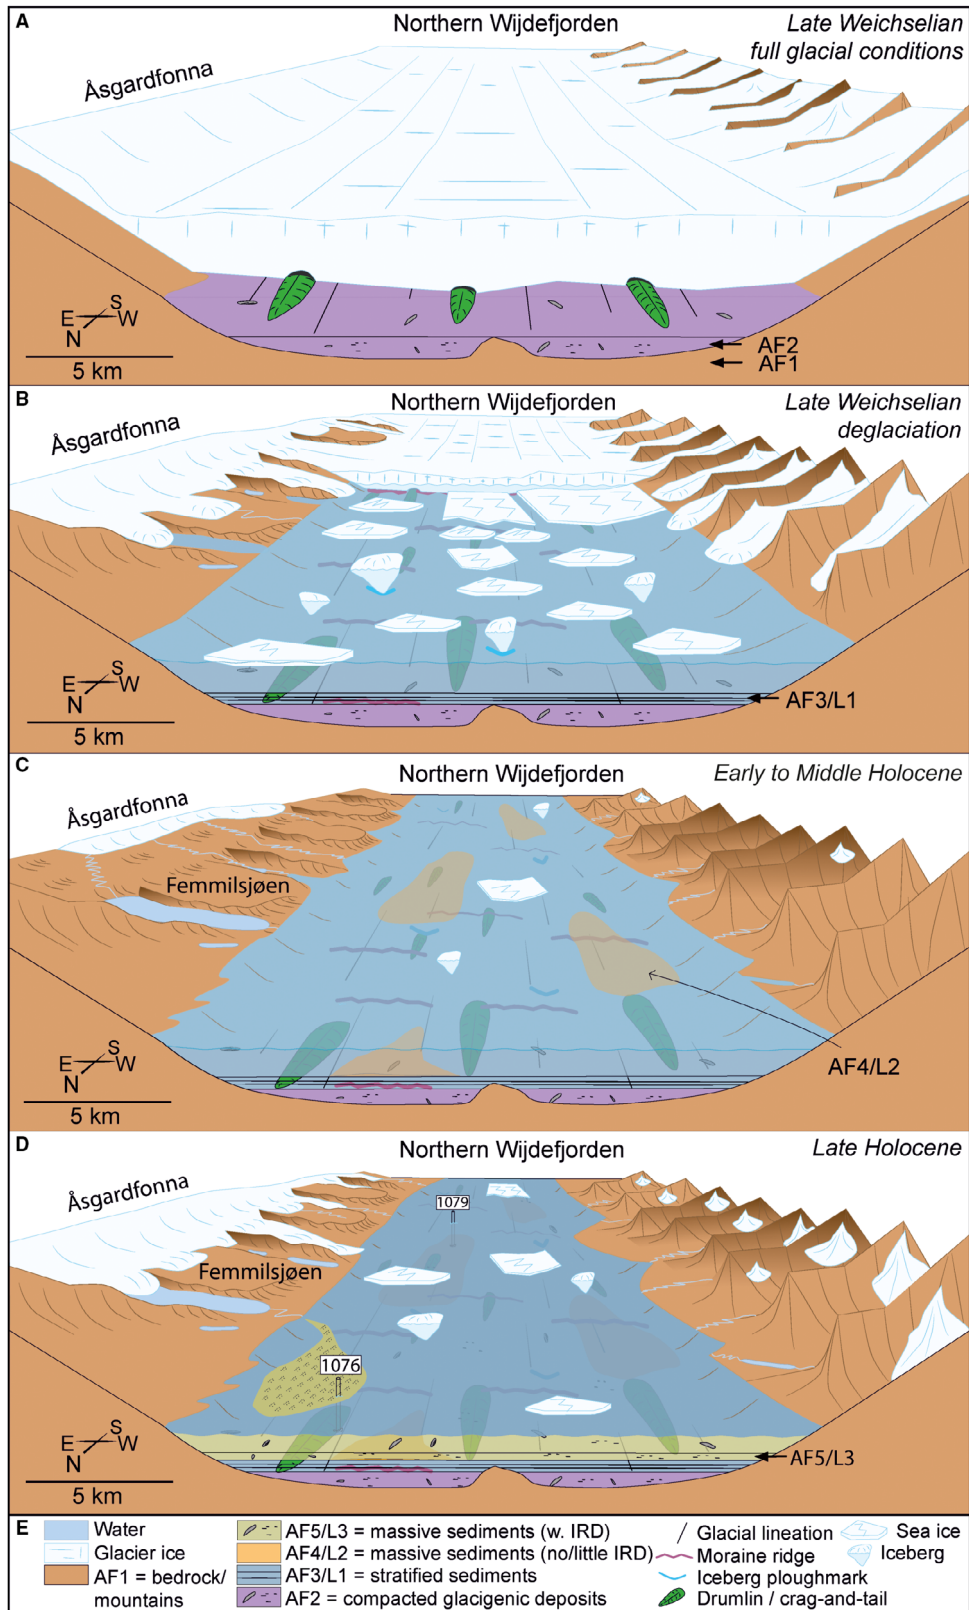 A
Northern Wijdefjorden
Late Weichselian
full glacial conditions
Åsgardfonna
E S
N W
5 km
AF2
AF1
B
Northern Wijdefjorden
Late Weichselian
deglaciation
Åsgardfonna
E S
N W
5 km
AF3/L1
C
Northern Wijdefjorden
Early to Middle Holocene
Åsgardfonna
Femmilsjøen
E S
N W
5 km
AF4/L2
D
Northern Wijdefjorden
Late Holocene
Åsgardfonna
1079
Femmilsjøen
1076
E S
N W
5 km
AF5/L3
E
Water
Glacier ice
AF1 = bedrock/
mountains
AF5/L3 = massive sediments (w. IRD)
AF4/L2 = massive sediments (no/little IRD)
AF3/L1 = stratified sediments
AF2 = compacted glacigenic deposits
Glacial lineation
Moraine ridge
Iceberg ploughmark
Drumlin / crag-and-tail
Sea ice
Iceberg